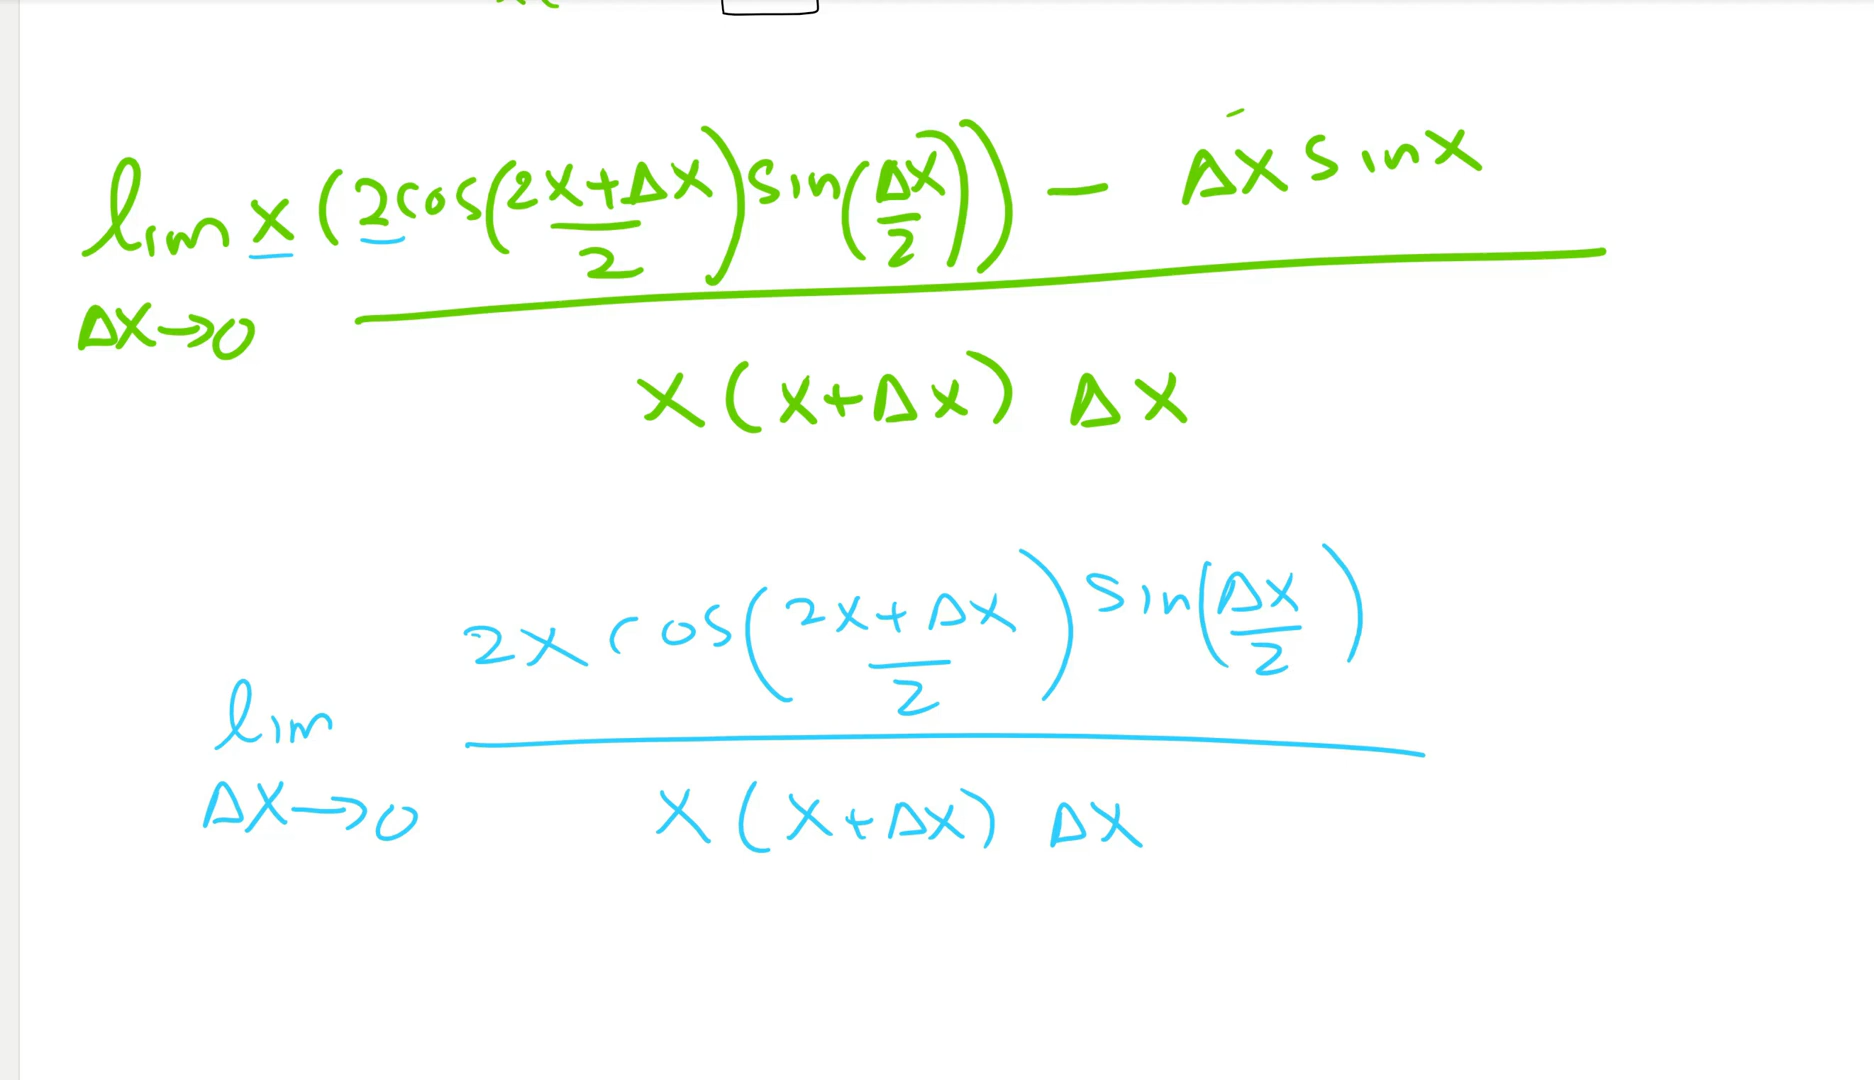 lim x (2cos(2x+Δx)sin(Δx)) - Δx sinx
2 2
Δx→0 x (x+Δx) Δx
2x cos(2x+Δx) sin(Δx)
2 2
lim
Δx→0 x (x+Δx) Δx